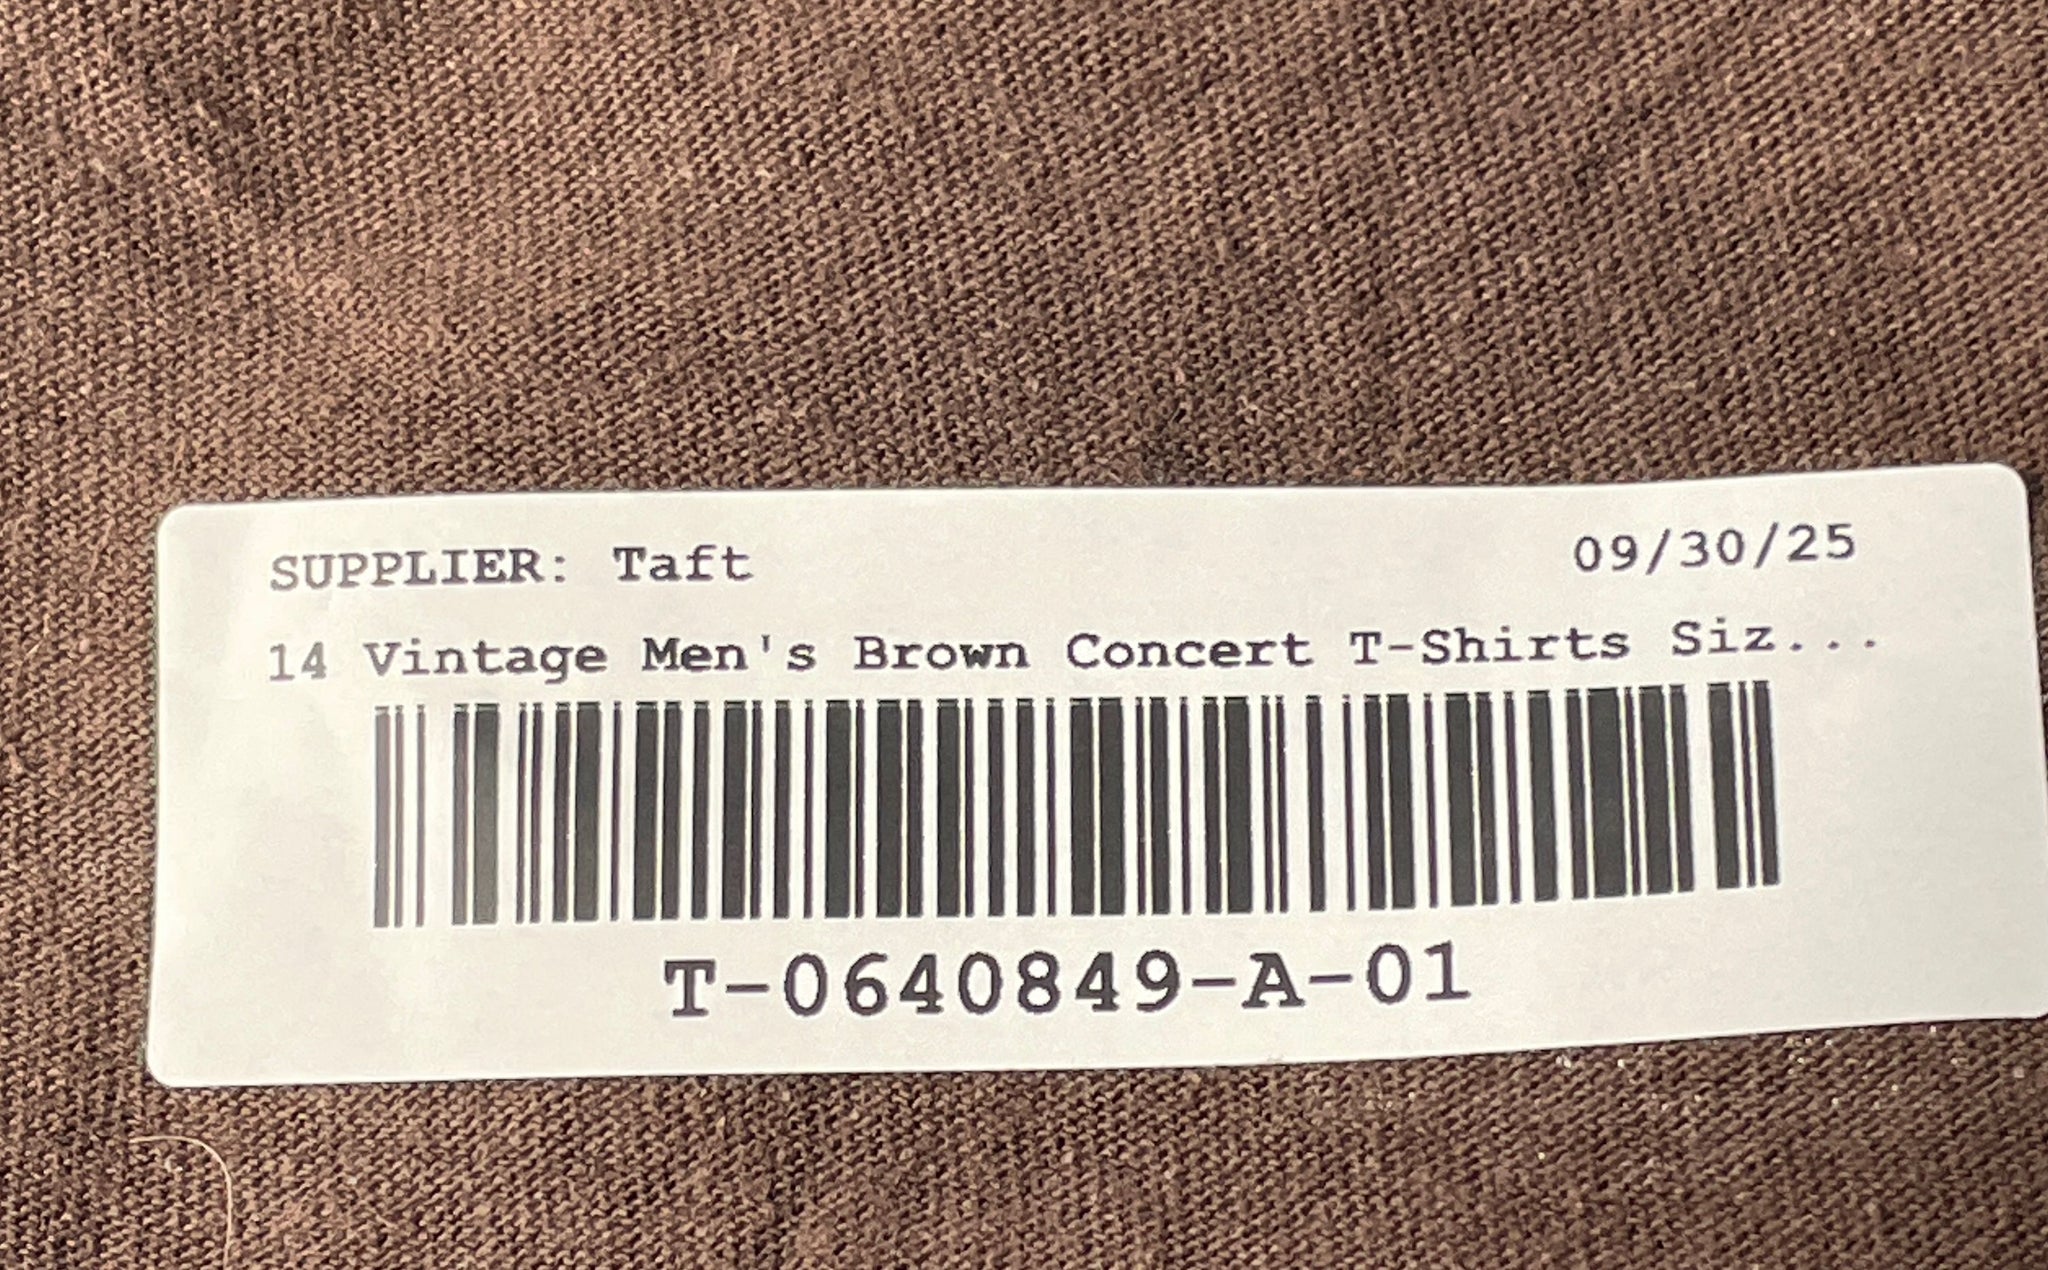 SUPPLIER: Taft 09/30/25
14 Vintage Men's Brown Concert T-Shirts Siz...
T-0640849-A-01